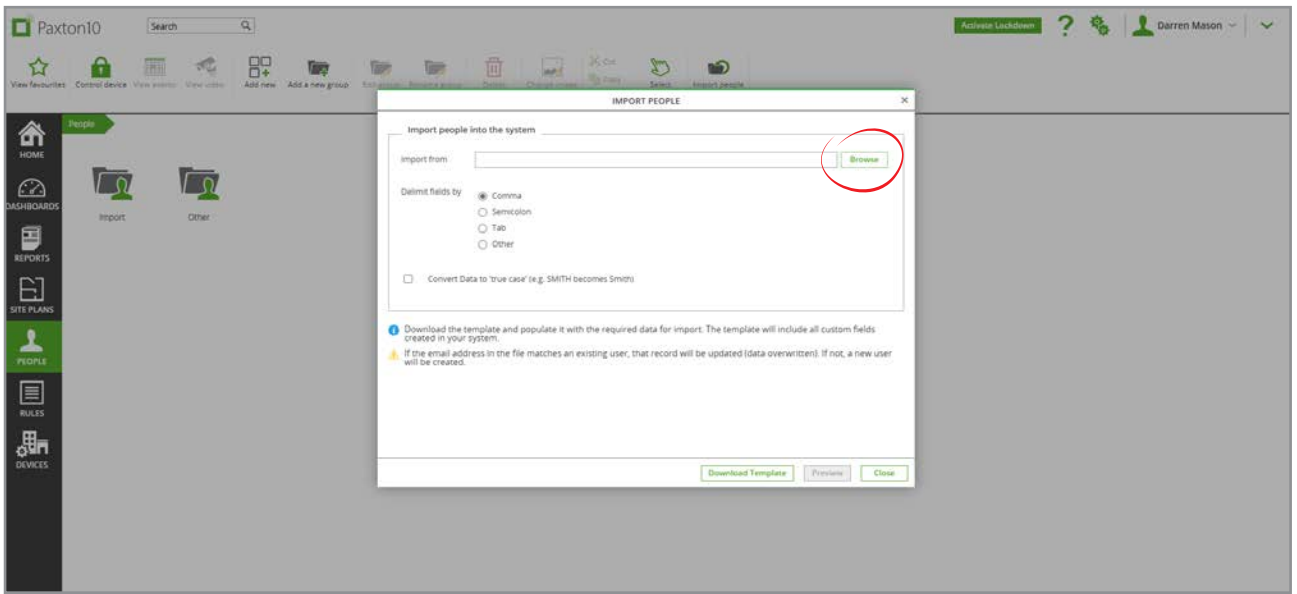 Paxton10
Search
Activate Lockdown
?
Darren Mason
View favourites
Control device
View events
View video
Add new
Add a new group
Delete
Change image
Cut
Copy
Select
Import people
HOME
DASHBOARDS
REPORTS
SITE PLANS
PEOPLE
RULES
DEVICES
People
Import
Other
IMPORT PEOPLE
×
Import people into the system
Import from
Browse
Delimit fields by
Comma
Semicolon
Tab
Other
Convert Data to 'true case' (e.g. SMITH becomes Smith)
Download the template and populate it with the required data for import. The template will include all custom fields
created in your system.
If the email address in the file matches an existing user, that record will be updated (data overwritten). If not, a new user
will be created.
Download Template
Preview
Close